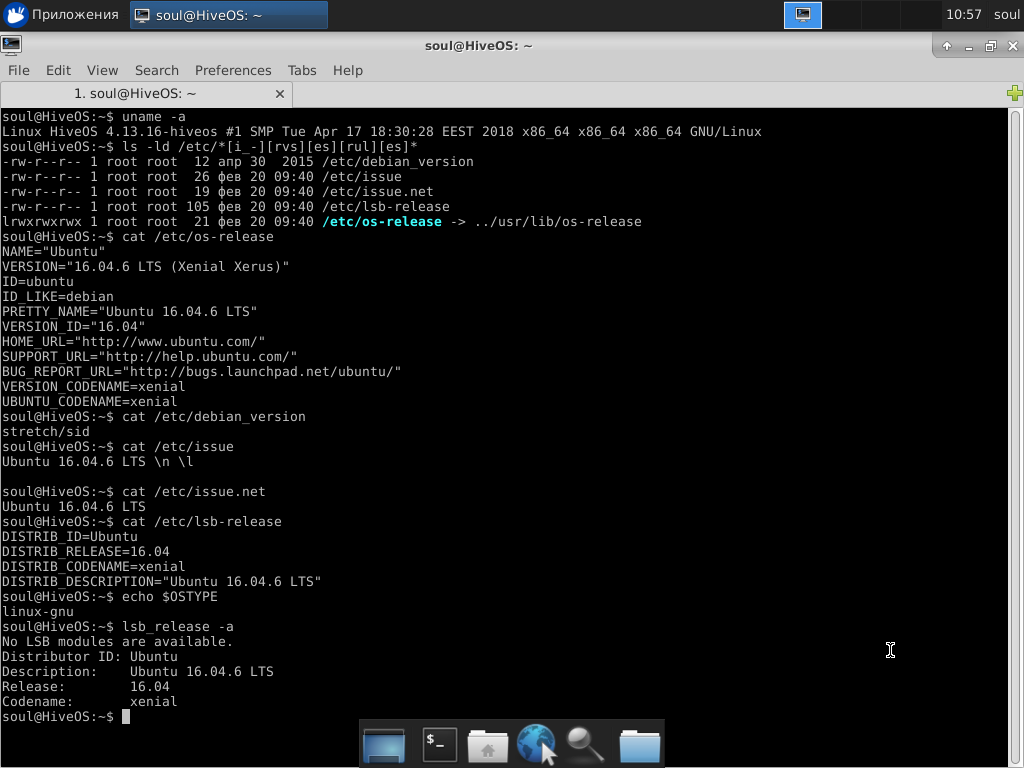 Приложения soul@HiveOS: ~ 10:57 soul
soul@HiveOS: ~
File Edit View Search Preferences Tabs Help
1. soul@HiveOS: ~
soul@HiveOS:~$ uname -a
Linux HiveOS 4.13.16-hiveos #1 SMP Tue Apr 17 18:30:28 EEST 2018 x86_64 x86_64 x86_64 GNU/Linux
soul@HiveOS:~$ ls -ld /etc/*[i_-][rvs][es][rul][es]*
-rw-r--r-- 1 root root  12 апр 30  2015 /etc/debian_version
-rw-r--r-- 1 root root  26 фев 20 09:40 /etc/issue
-rw-r--r-- 1 root root  19 фев 20 09:40 /etc/issue.net
-rw-r--r-- 1 root root 105 фев 20 09:40 /etc/lsb-release
lrwxrwxrwx 1 root root  21 фев 20 09:40 /etc/os-release -> ../usr/lib/os-release
soul@HiveOS:~$ cat /etc/os-release
NAME="Ubuntu"
VERSION="16.04.6 LTS (Xenial Xerus)"
ID=ubuntu
ID_LIKE=debian
PRETTY_NAME="Ubuntu 16.04.6 LTS"
VERSION_ID="16.04"
HOME_URL="http://www.ubuntu.com/"
SUPPORT_URL="http://help.ubuntu.com/"
BUG_REPORT_URL="http://bugs.launchpad.net/ubuntu/"
VERSION_CODENAME=xenial
UBUNTU_CODENAME=xenial
soul@HiveOS:~$ cat /etc/debian_version
stretch/sid
soul@HiveOS:~$ cat /etc/issue
Ubuntu 16.04.6 LTS \n \l
soul@HiveOS:~$ cat /etc/issue.net
Ubuntu 16.04.6 LTS
soul@HiveOS:~$ cat /etc/lsb-release
DISTRIB_ID=Ubuntu
DISTRIB_RELEASE=16.04
DISTRIB_CODENAME=xenial
DISTRIB_DESCRIPTION="Ubuntu 16.04.6 LTS"
soul@HiveOS:~$ echo $OSTYPE
linux-gnu
soul@HiveOS:~$ lsb_release -a
No LSB modules are available.
Distributor ID: Ubuntu
Description:    Ubuntu 16.04.6 LTS
Release:        16.04
Codename:       xenial
soul@HiveOS:~$
$_